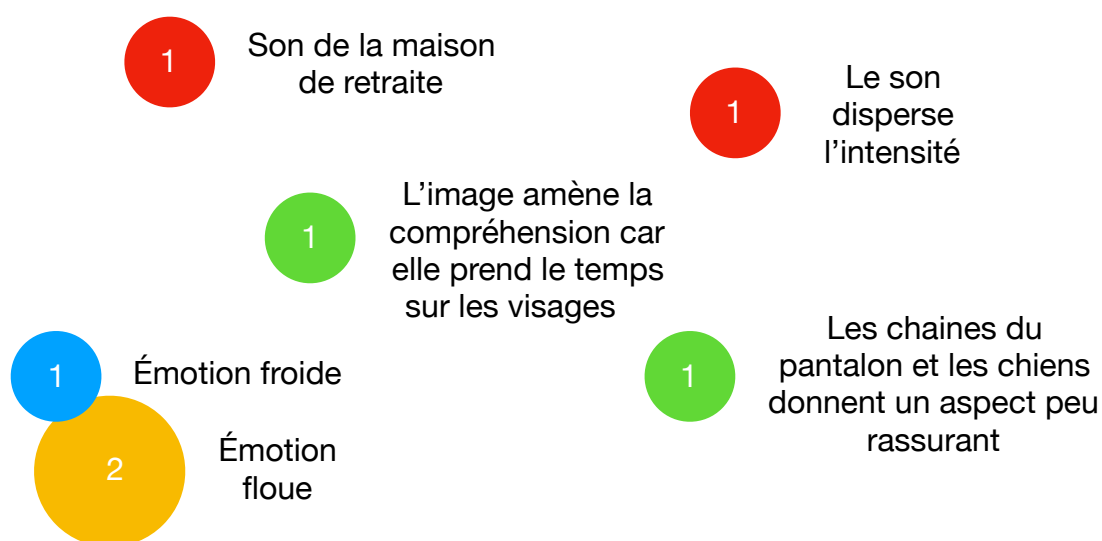 1
Son de la maison
de retraite
1
Le son
disperse
l’intensité
1
L’image amène la
compréhension car
elle prend le temps
sur les visages
1
Émotion froide
1
Les chaines du
pantalon et les chiens
donnent un aspect peu
rassurant
2
Émotion
floue